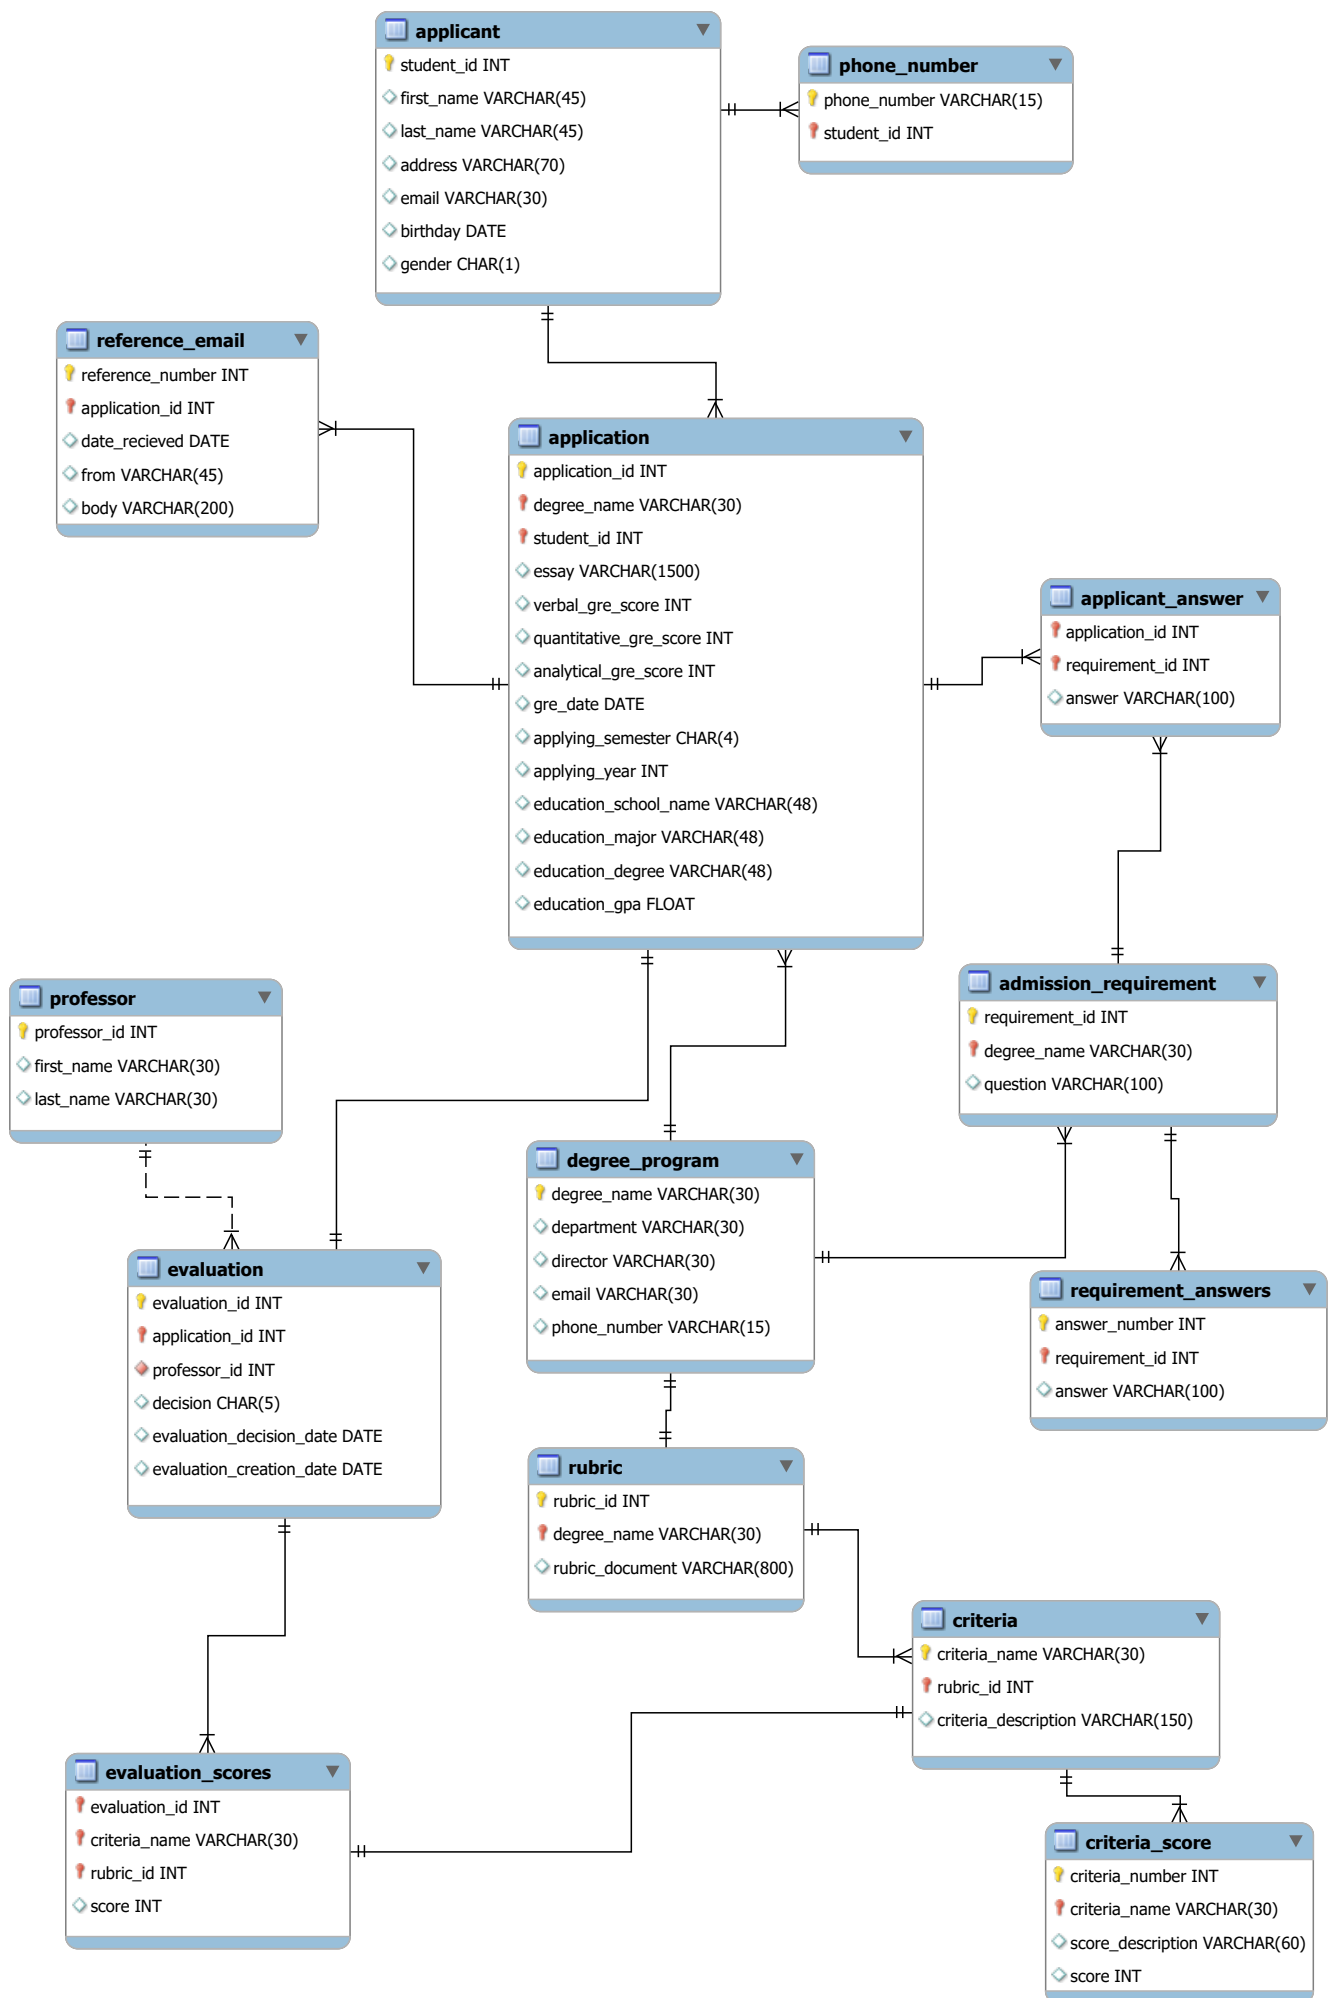 applicant
student_id INT
first_name VARCHAR(45)
last_name VARCHAR(45)
address VARCHAR(70)
email VARCHAR(30)
birthday DATE
gender CHAR(1)
phone_number
phone_number VARCHAR(15)
student_id INT
reference_email
reference_number INT
application_id INT
date_recieved DATE
from VARCHAR(45)
body VARCHAR(200)
application
application_id INT
degree_name VARCHAR(30)
student_id INT
essay VARCHAR(1500)
verbal_gre_score INT
quantitative_gre_score INT
analytical_gre_score INT
gre_date DATE
applying_semester CHAR(4)
applying_year INT
education_school_name VARCHAR(48)
education_major VARCHAR(48)
education_degree VARCHAR(48)
education_gpa FLOAT
applicant_answer
application_id INT
requirement_id INT
answer VARCHAR(100)
professor
professor_id INT
first_name VARCHAR(30)
last_name VARCHAR(30)
admission_requirement
requirement_id INT
degree_name VARCHAR(30)
question VARCHAR(100)
degree_program
degree_name VARCHAR(30)
department VARCHAR(30)
director VARCHAR(30)
email VARCHAR(30)
phone_number VARCHAR(15)
evaluation
evaluation_id INT
application_id INT
professor_id INT
decision CHAR(5)
evaluation_decision_date DATE
evaluation_creation_date DATE
requirement_answers
answer_number INT
requirement_id INT
answer VARCHAR(100)
rubric
rubric_id INT
degree_name VARCHAR(30)
rubric_document VARCHAR(800)
criteria
criteria_name VARCHAR(30)
rubric_id INT
criteria_description VARCHAR(150)
evaluation_scores
evaluation_id INT
criteria_name VARCHAR(30)
rubric_id INT
score INT
criteria_score
criteria_number INT
criteria_name VARCHAR(30)
score_description VARCHAR(60)
score INT